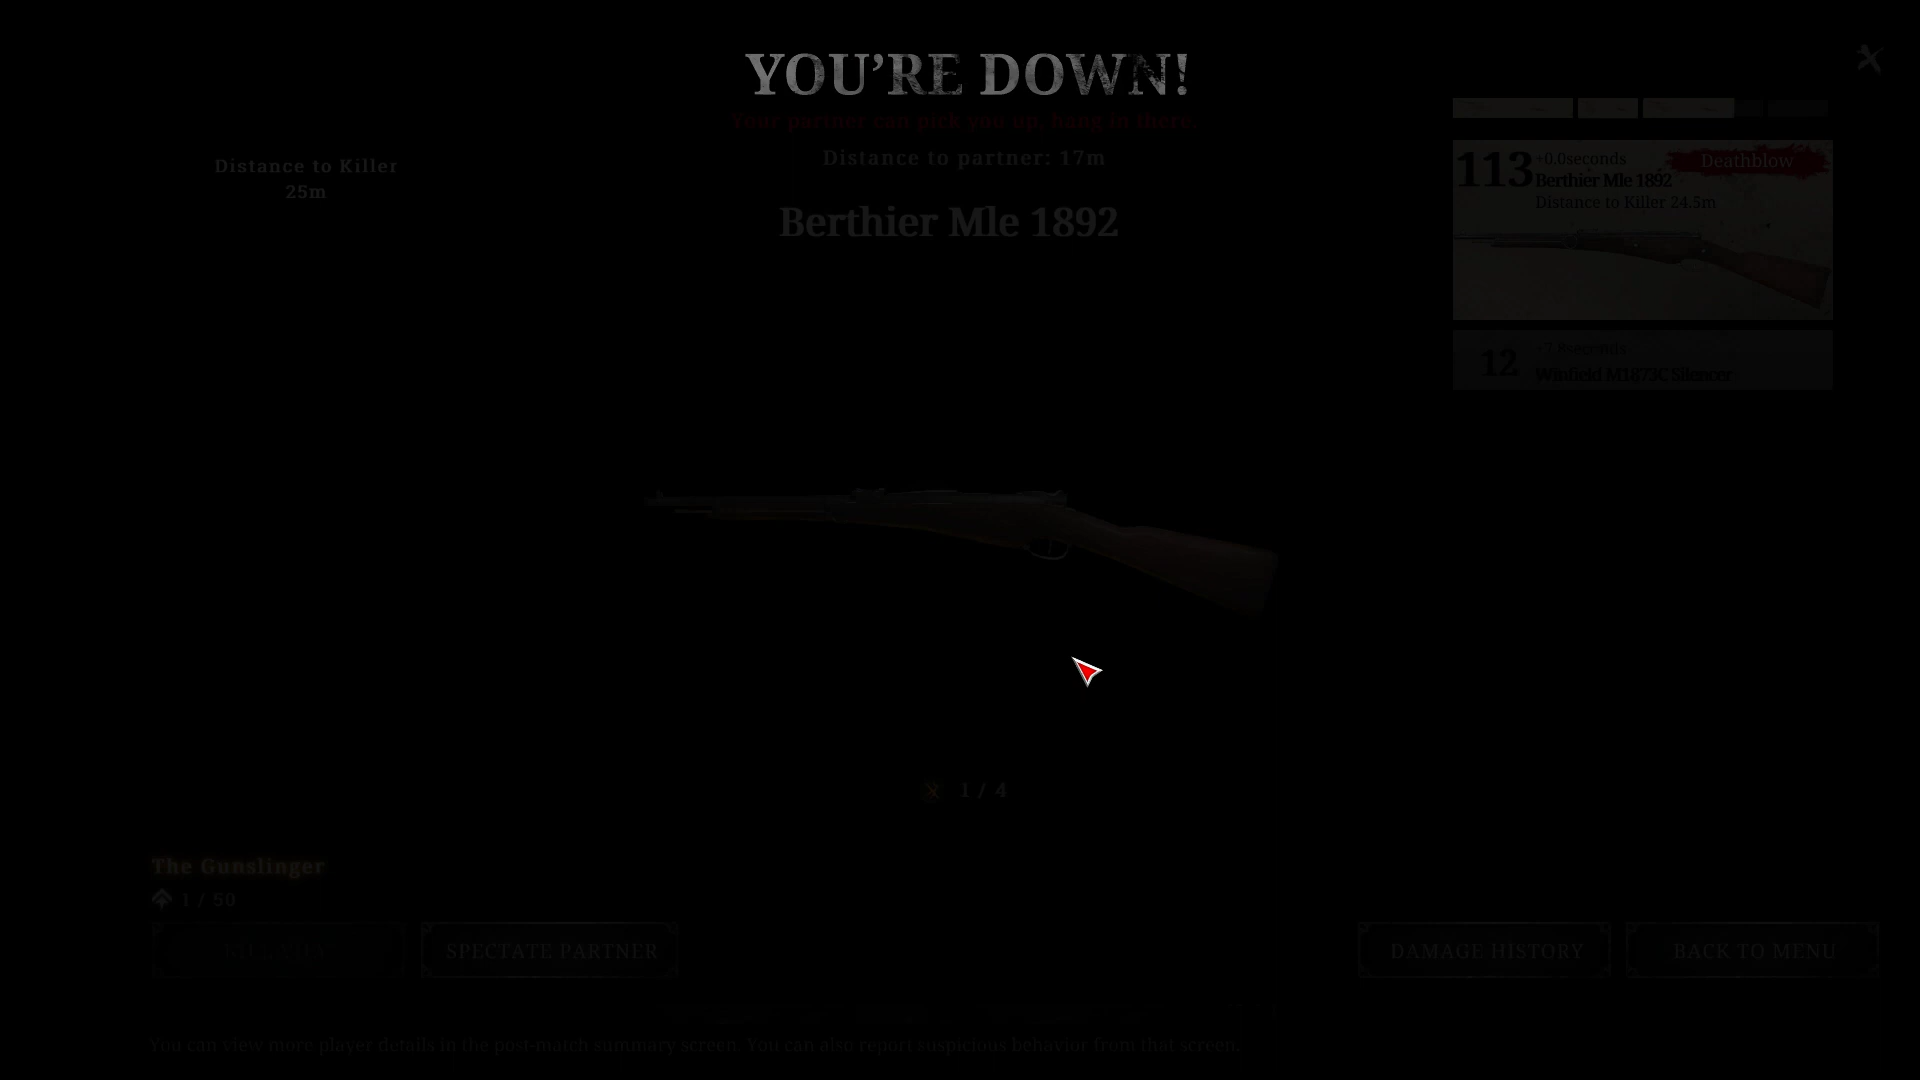 YOU'RE DOWN!
Your partner can pick you up, hang in there.
Distance to partner: 17m
Distance to Killer
25m
Berthier Mle 1892
113
+0.0seconds
Deathblow
Berthier Mle 1892
Distance to Killer 24.5m
12
+7.8seconds
Winfield M1873C Silencer
1 / 4
The Gunslinger
1 / 50
SPECTATE PARTNER
DAMAGE HISTORY
BACK TO MENU
You can view more player details in the post-match summary screen. You can also report suspicious behavior from that screen.